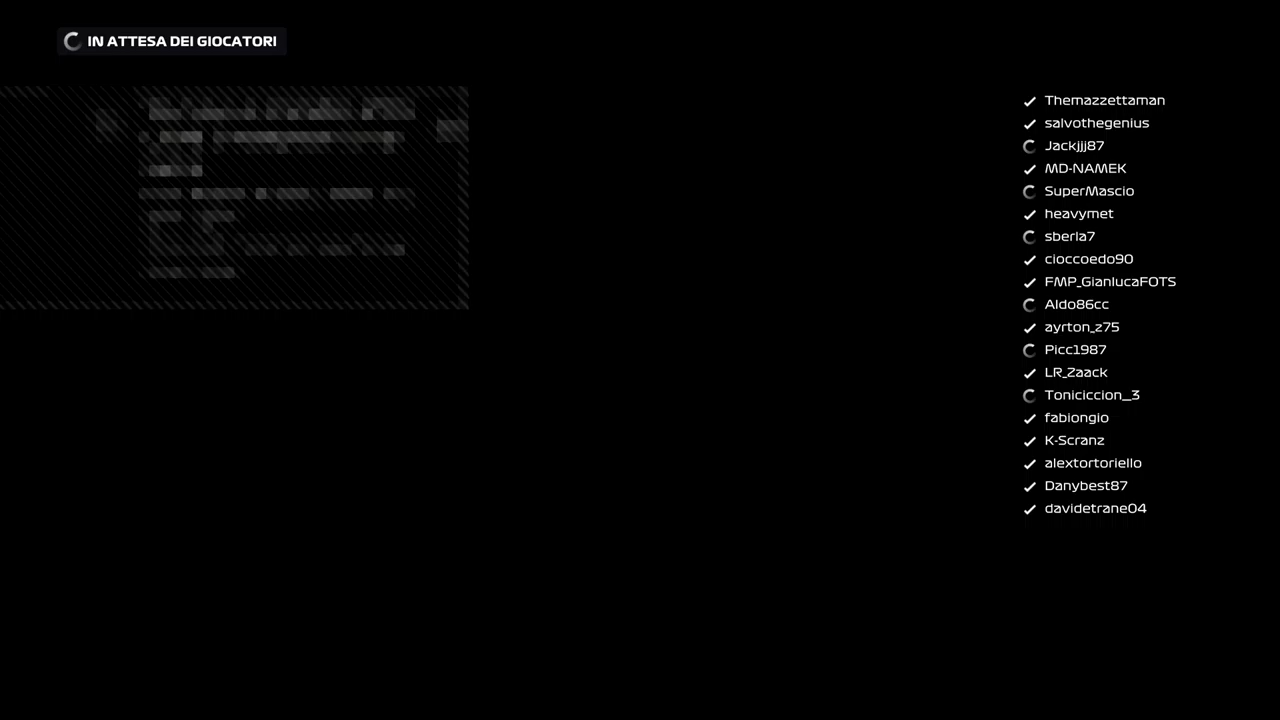 IN ATTESA DEI GIOCATORI
Themazzettaman
salvothegenius
Jackjjj87
MD-NAMEK
SuperMascio
heavymet
sberla7
cioccoedo90
FMP_GianlucaFOTS
Aldo86cc
ayrton_z75
Picc1987
LR_Zaack
Toniciccion__3
fabiongio
K-Scranz
alextortoriello
Danybest87
davidetrane04